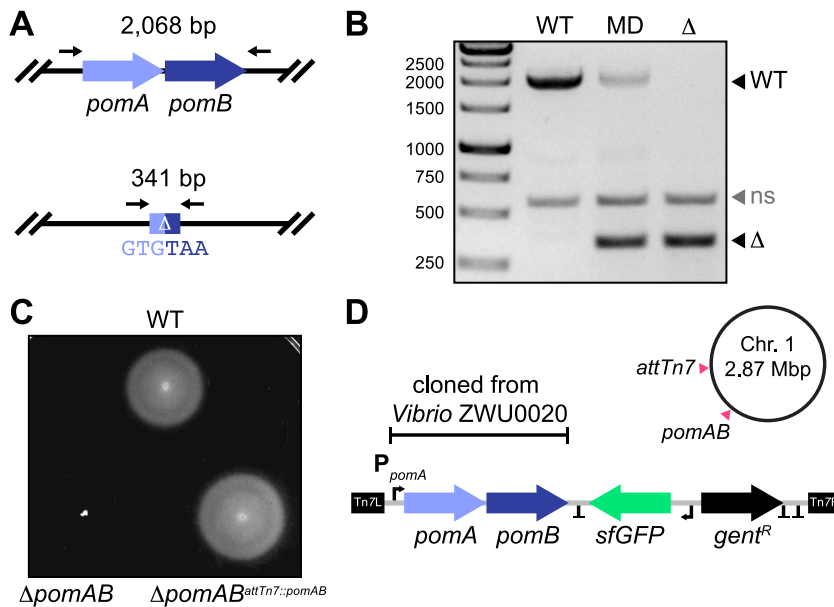 A
2,068 bp
pomA
pomB
341 bp
Δ
GTGTAA
B
WT
MD
Δ
2500
2000
1500
1000
750
500
250
WT
ns
Δ
C
WT
ΔpomAB
ΔpomAB^attTn7::pomAB
D
Chr. 1
2.87 Mbp
attTn7
pomAB
cloned from
Vibrio ZWU0020
P pomA
Tn7L
Tn7R
pomA
pomB
sfGFP
gent^R